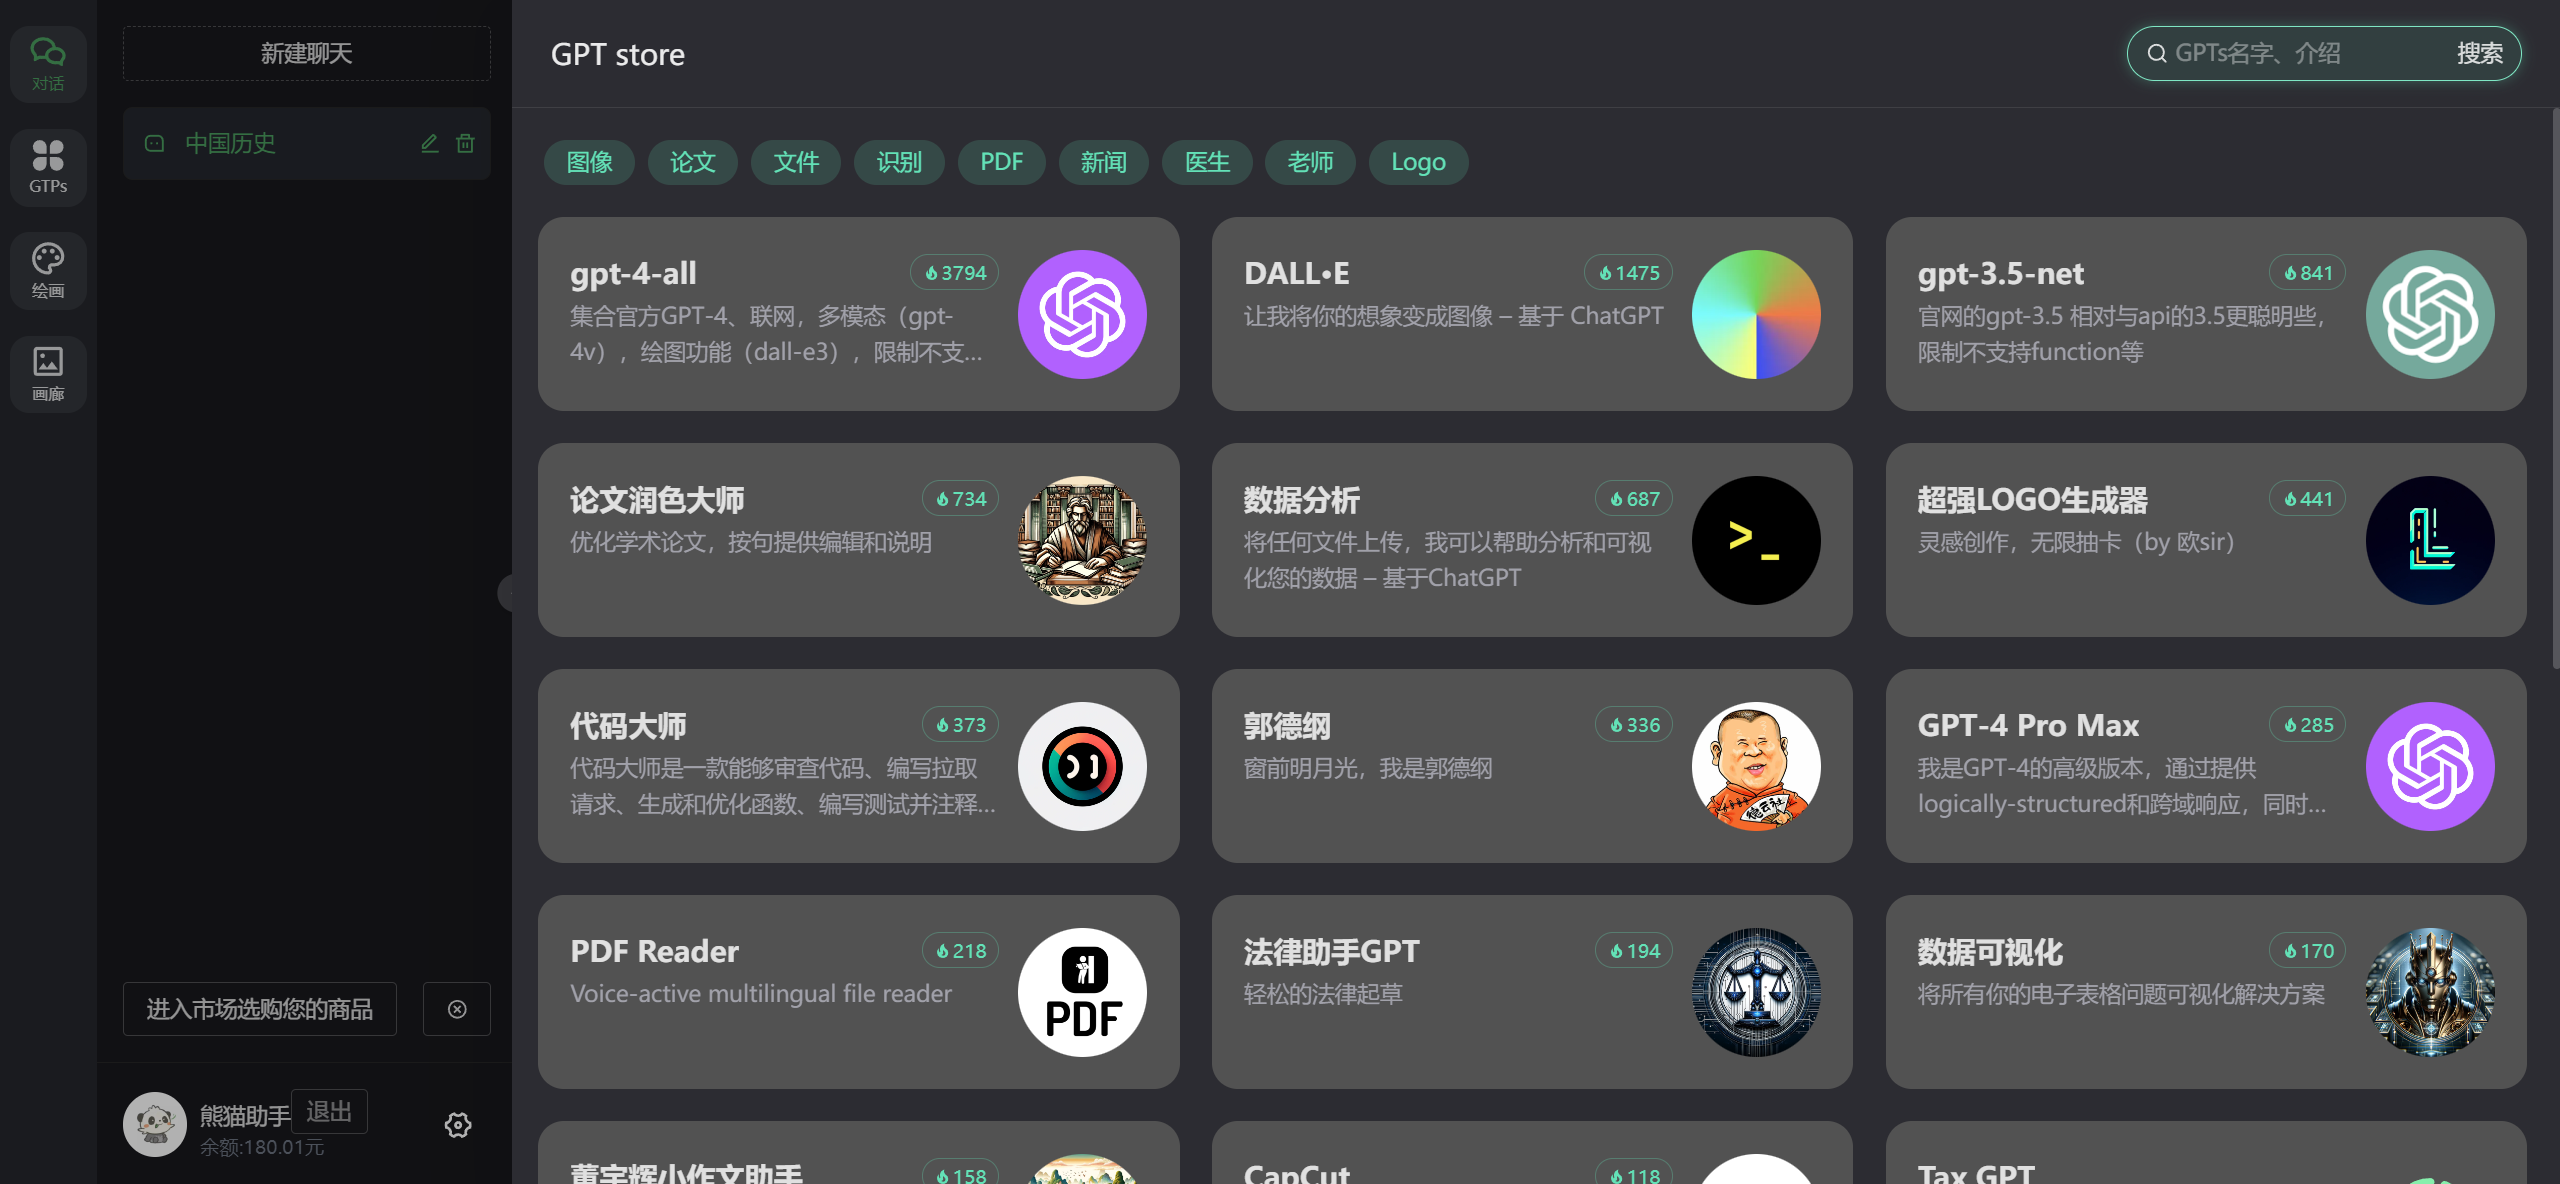 对话
GTPs
绘画
画廊
新建聊天
中国历史
进入市场选购您的商品
熊猫助手
退出
余额:180.01元
GPT store
GPTs名字、介绍
搜索
图像
论文
文件
识别
PDF
新闻
医生
老师
Logo
gpt-4-all
3794
集合官方GPT-4、联网，多模态（gpt-
4v），绘图功能（dall-e3），限制不支...
DALL•E
1475
让我将你的想象变成图像 – 基于 ChatGPT
gpt-3.5-net
841
官网的gpt-3.5 相对与api的3.5更聪明些，
限制不支持function等
论文润色大师
734
优化学术论文，按句提供编辑和说明
数据分析
687
将任何文件上传，我可以帮助分析和可视
化您的数据 – 基于ChatGPT
>_
超强LOGO生成器
441
灵感创作，无限抽卡（by 欧sir）
代码大师
373
代码大师是一款能够审查代码、编写拉取
请求、生成和优化函数、编写测试并注释...
郭德纲
336
窗前明月光，我是郭德纲
德云社
GPT-4 Pro Max
285
我是GPT-4的高级版本，通过提供
logically-structured和跨域响应，同时...
PDF Reader
218
Voice-active multilingual file reader
PDF
法律助手GPT
194
轻松的法律起草
数据可视化
170
将所有你的电子表格问题可视化解决方案
董宇辉小作文助手
158
CapCut
118
Tax GPT